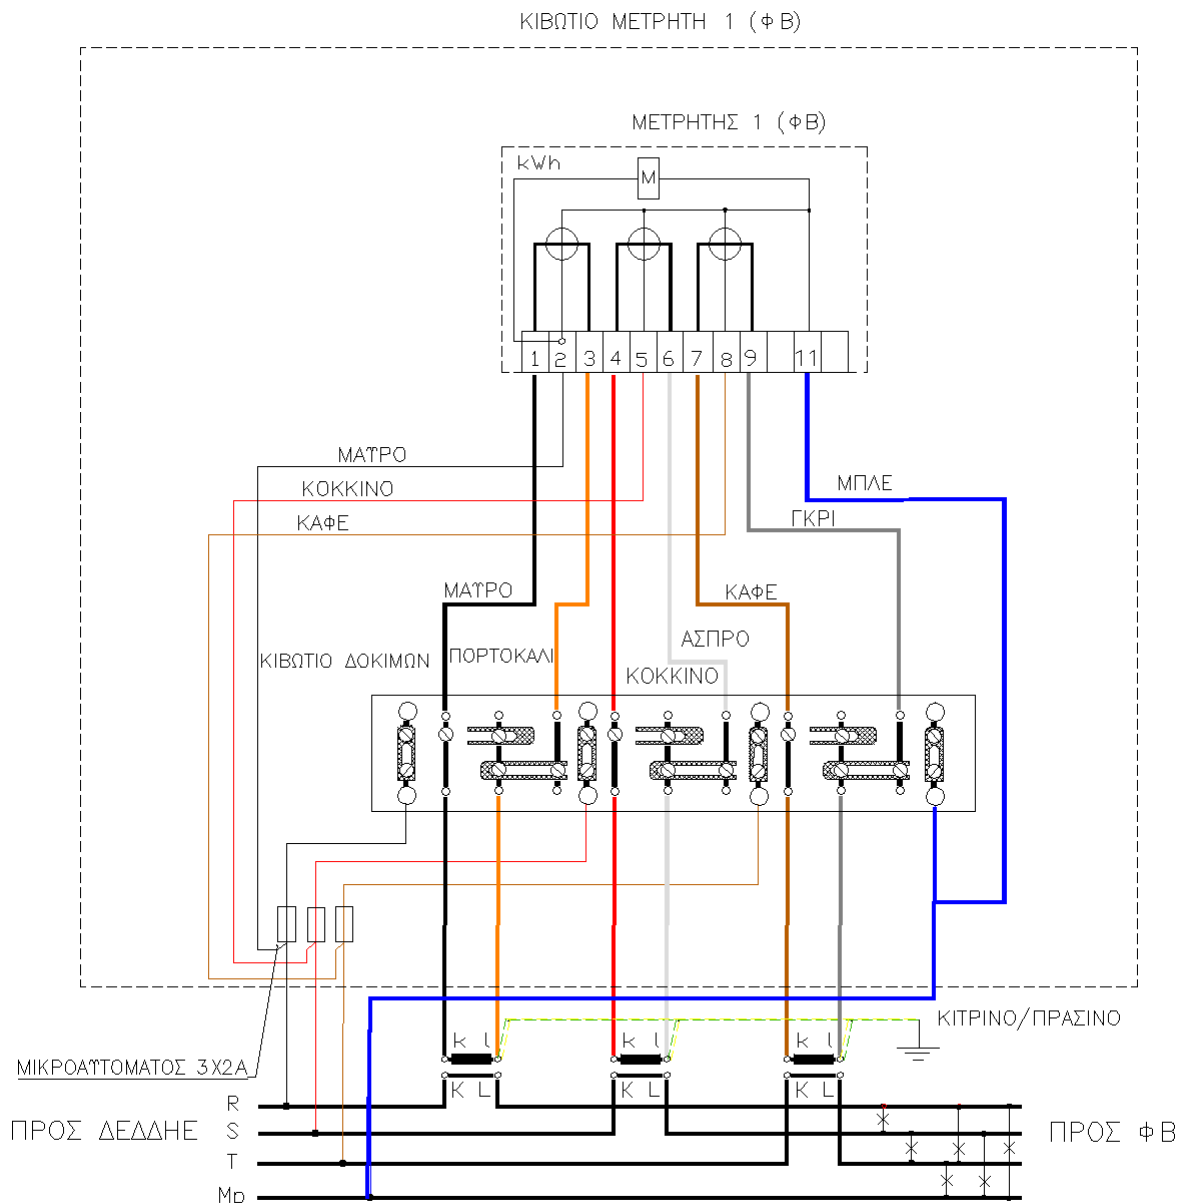 ΚΙΒΩΤΙΟ ΜΕΤΡΗΤΗ 1 (ΦΒ)
ΜΕΤΡΗΤΗΣ 1 (ΦΒ)
kWh
M
1 2 3 4 5 6 7 8 9 11
ΜΑΥΡΟ
ΚΟΚΚΙΝΟ
ΜΠΛΕ
ΚΑΦΕ
ΓΚΡΙ
ΜΑΥΡΟ
ΚΑΦΕ
ΑΣΠΡΟ
ΚΙΒΩΤΙΟ ΔΟΚΙΜΩΝ
ΠΟΡΤΟΚΑΛΙ
ΚΟΚΚΙΝΟ
ΚΙΤΡΙΝΟ/ΠΡΑΣΙΝΟ
k l k l k l
ΜΙΚΡΟΑΥΤΟΜΑΤΟΣ 3X2A
K L K L K L
R
ΠΡΟΣ ΔΕΔΔΗΕ S ΠΡΟΣ ΦΒ
T
Mp